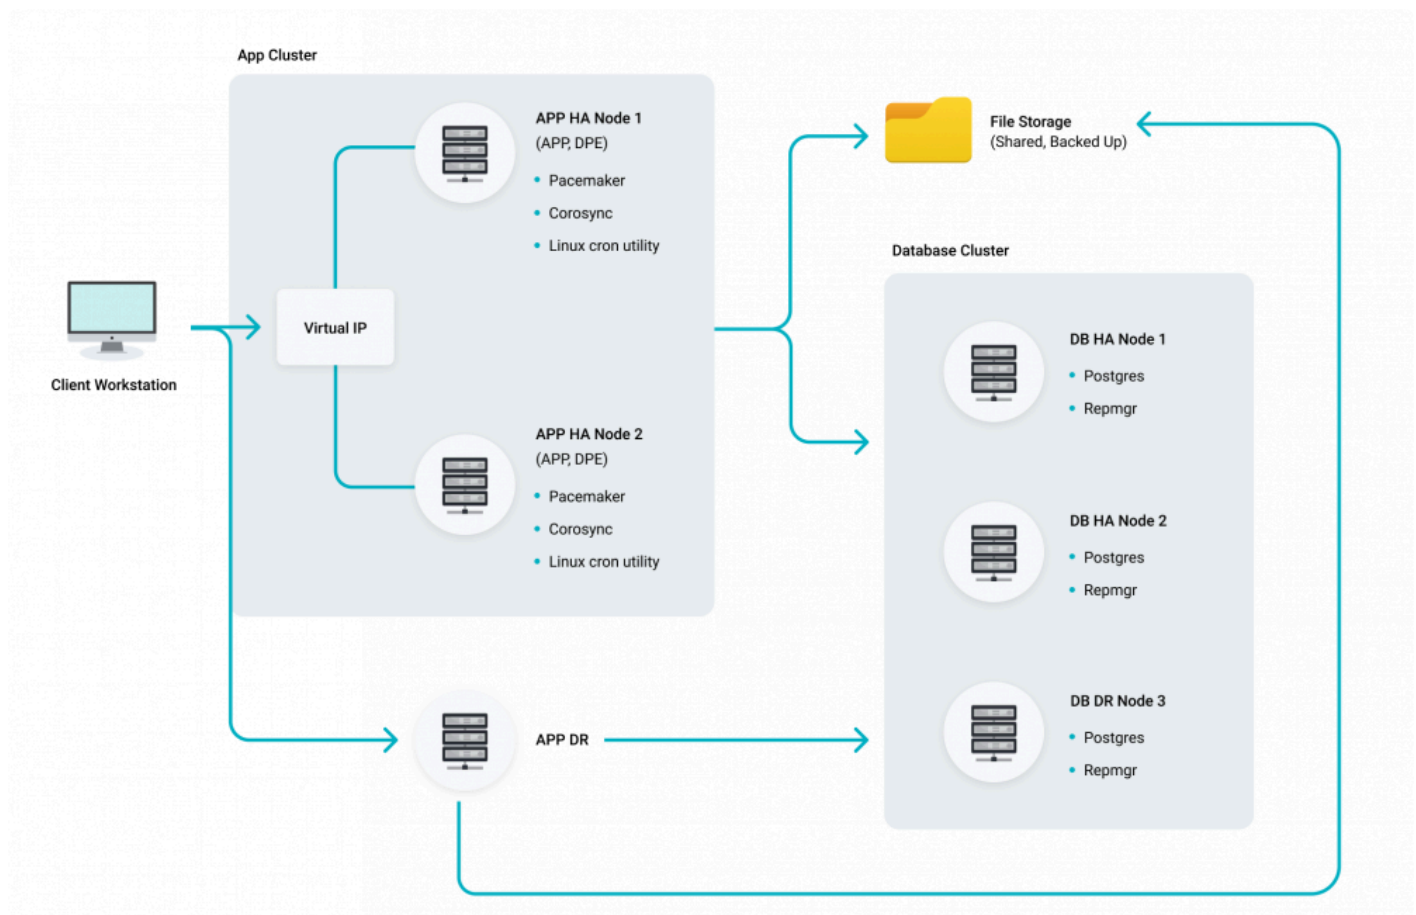 App Cluster
APP HA Node 1
(APP, DPE)
Pacemaker
Corosync
Linux cron utility
File Storage
(Shared, Backed Up)
Database Cluster
Client Workstation
Virtual IP
DB HA Node 1
Postgres
Repmgr
APP HA Node 2
(APP, DPE)
Pacemaker
Corosync
Linux cron utility
DB HA Node 2
Postgres
Repmgr
APP DR
DB DR Node 3
Postgres
Repmgr